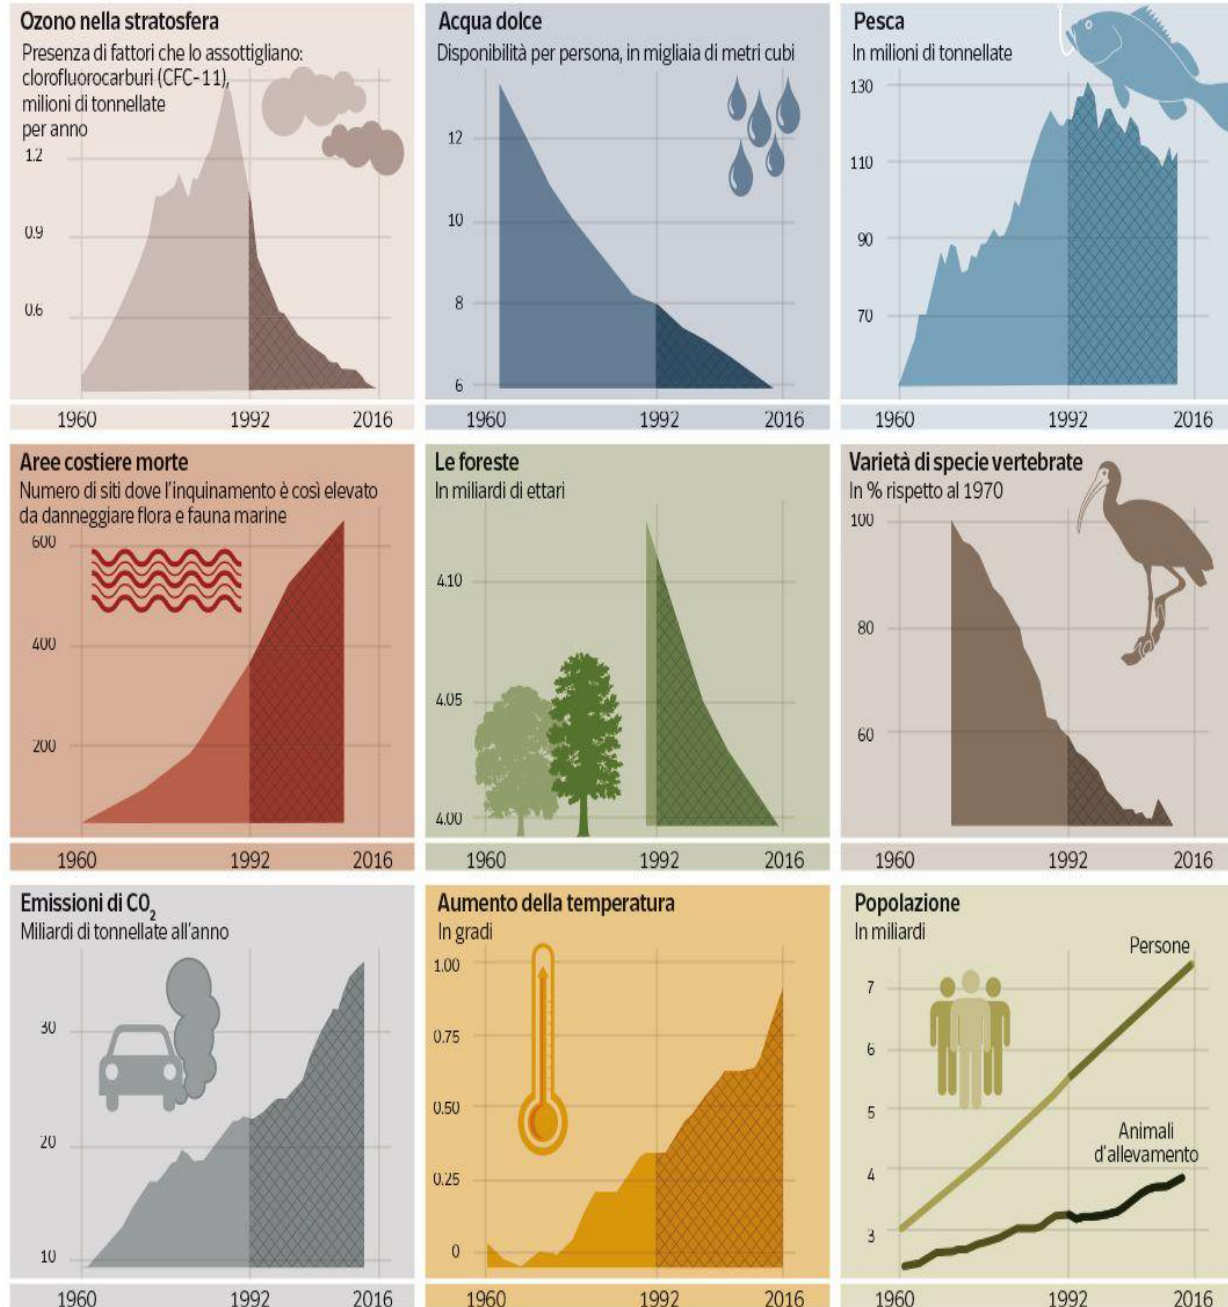 Ozono nella stratosfera
Presenza di fattori che lo assottigliano:
clorofluorocarburi (CFC-11),
milioni di tonnellate
per anno
1.2
0.9
0.6
1960 1992 2016
Acqua dolce
Disponibilità per persona, in migliaia di metri cubi
12
10
8
6
1960 1992 2016
Pesca
In milioni di tonnellate
130
110
90
70
1960 1992 2016
Aree costiere morte
Numero di siti dove l'inquinamento è così elevato
da danneggiare flora e fauna marine
600
400
200
1960 1992 2016
Le foreste
In miliardi di ettari
4.10
4.05
4.00
1960 1992 2016
Varietà di specie vertebrate
In % rispetto al 1970
100
80
60
1960 1992 2016
Emissioni di CO₂
Miliardi di tonnellate all'anno
30
20
10
1960 1992 2016
Aumento della temperatura
In gradi
1.00
0.75
0.50
0.25
0
1960 1992 2016
Popolazione
In miliardi
Persone
7
6
5
Animali
d'allevamento
4
3
1960 1992 2016